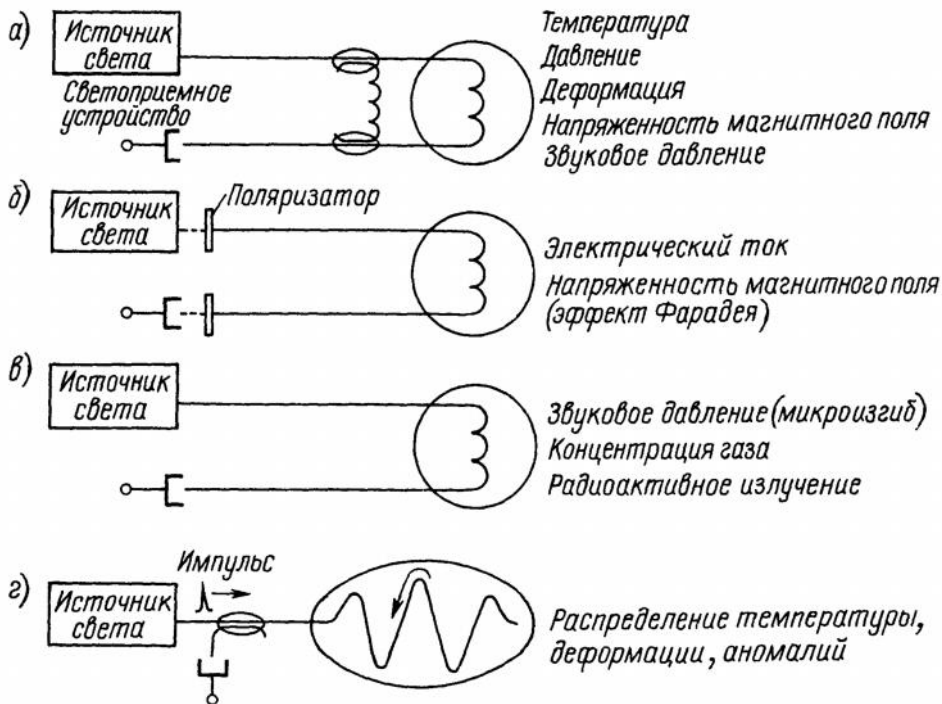 а)
Источник
света
Светоприемное
устройство
Температура
Давление
Деформация
Напряженность магнитного поля
Звуковое давление
б)
Источник
света
Поляризатор
Электрический ток
Напряженность магнитного поля
(эффект Фарадея)
в)
Источник
света
Звуковое давление (микроизгиб)
Концентрация газа
Радиоактивное излучение
г)
Источник
света
Импульс
Распределение температуры,
деформации, аномалий